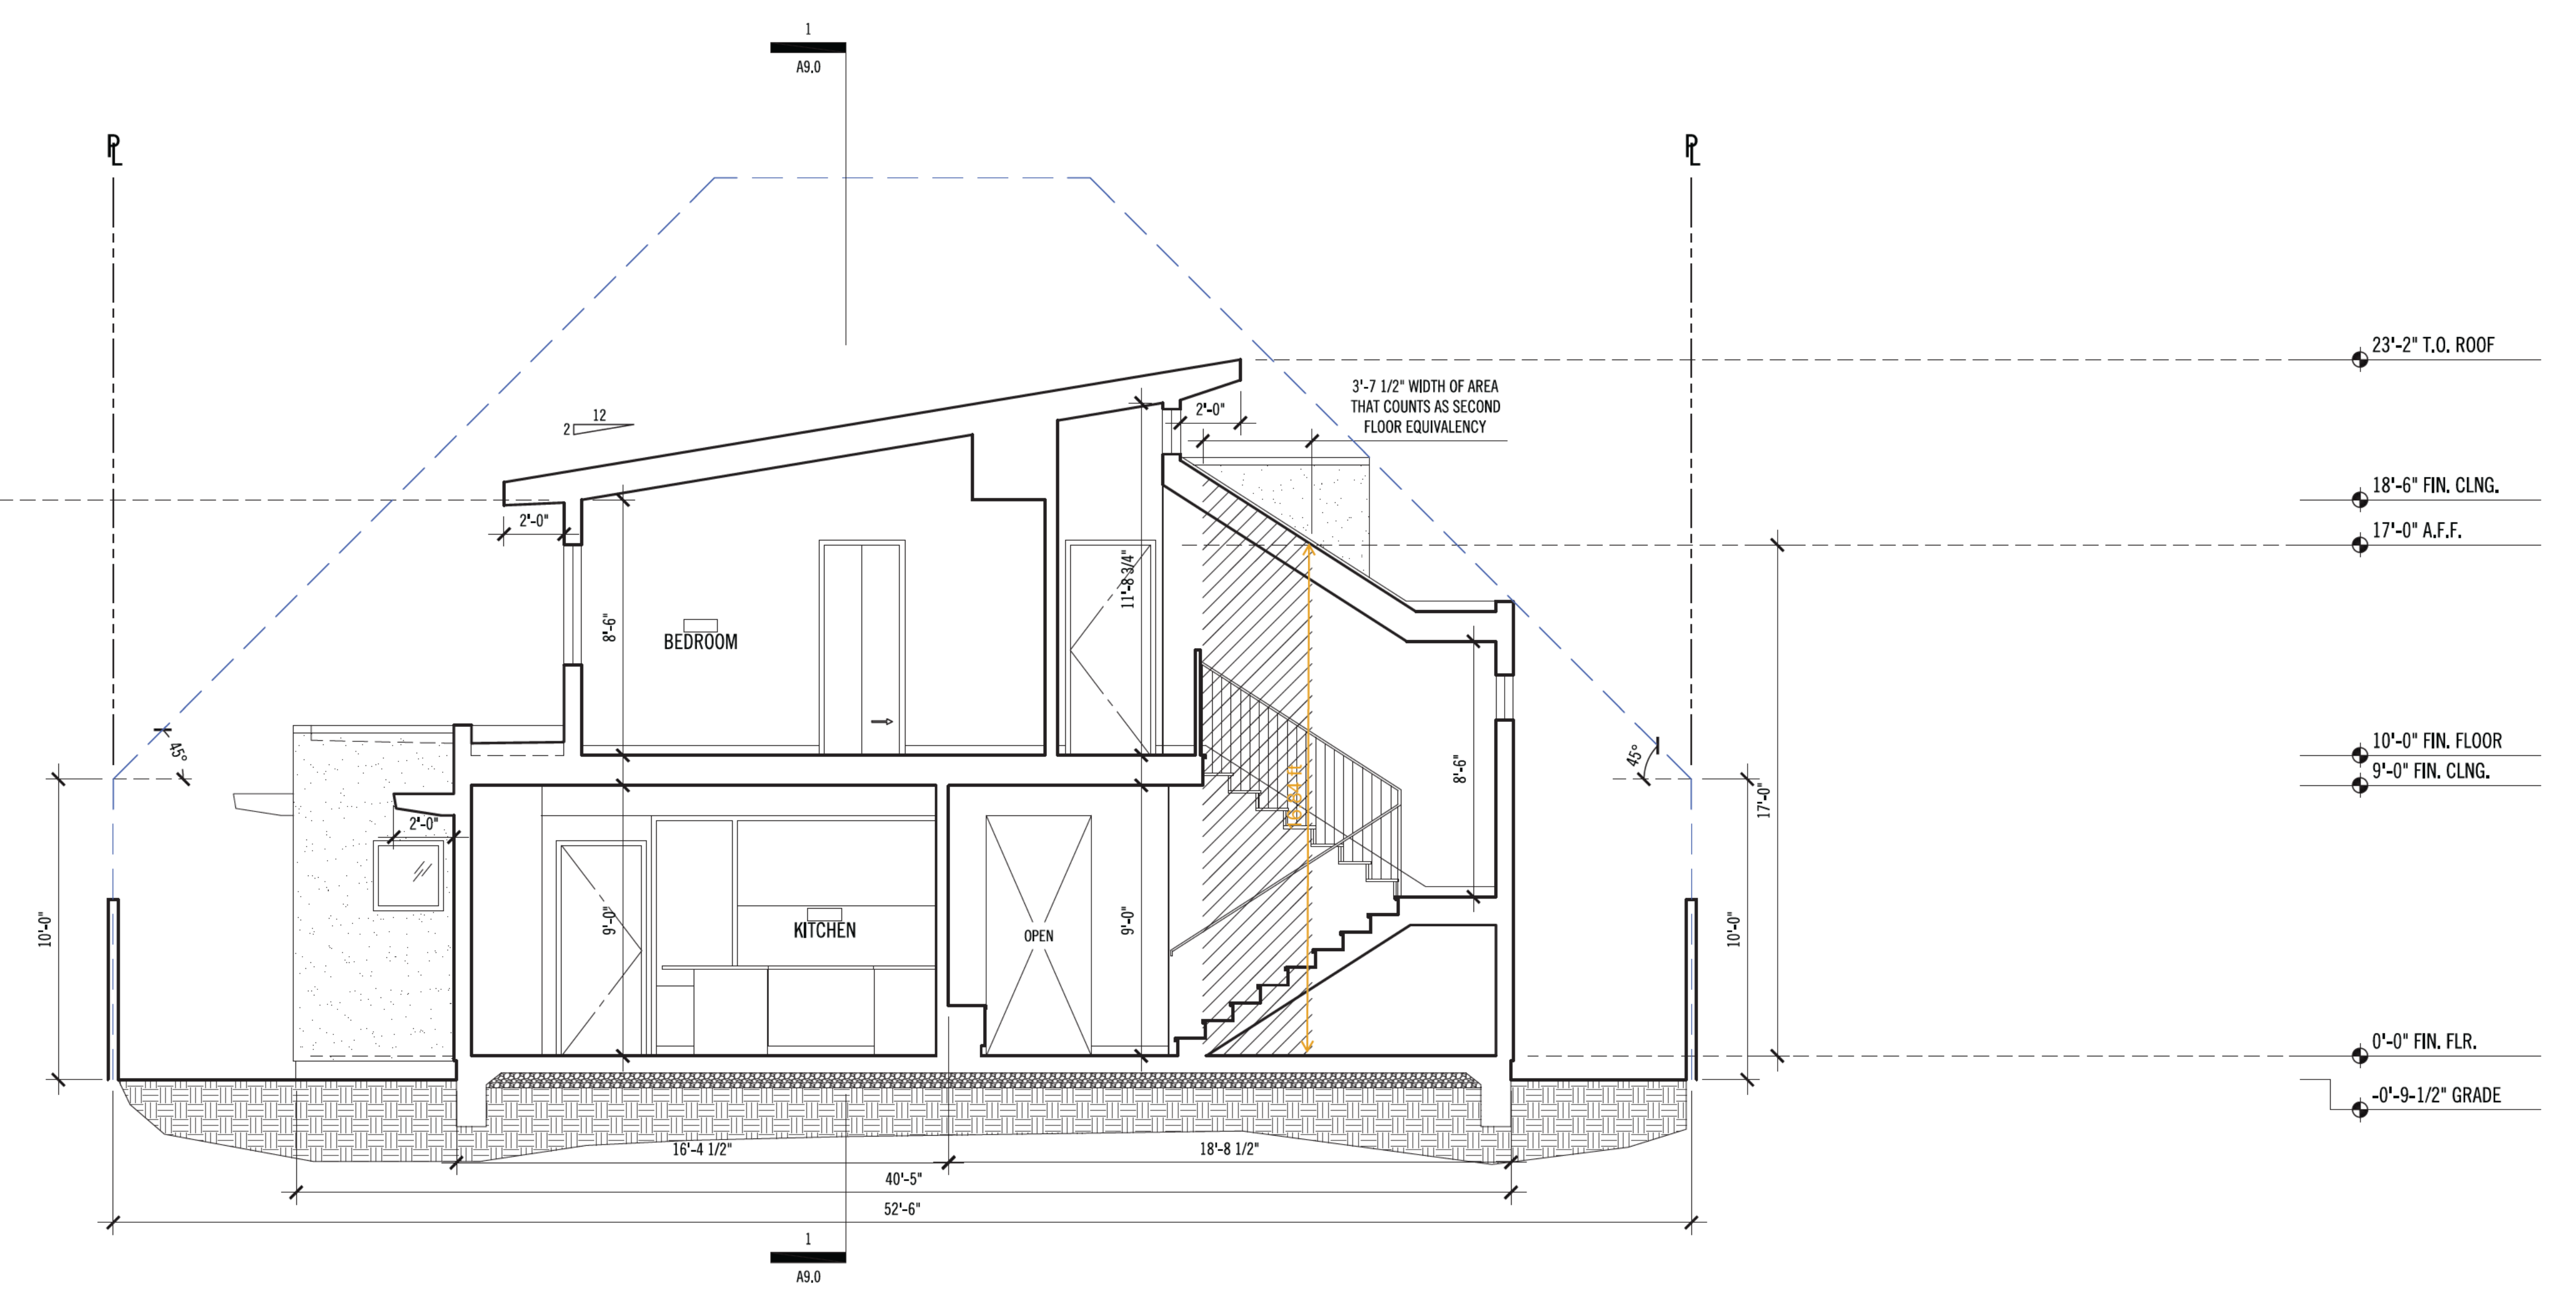 1
A9.0
PL
PL
23'-2" T.O. ROOF
3'-7 1/2" WIDTH OF AREA
THAT COUNTS AS SECOND
FLOOR EQUIVALENCY
12
2
2'-0"
18'-6" FIN. CLNG.
2'-0"
17'-0" A.F.F.
11'-8 3/4"
8'-6"
BEDROOM
10'-0" FIN. FLOOR
45°
45°
8'-6"
9'-0" FIN. CLNG.
17'-0"
2'-0"
10'-0"
9'-0"
KITCHEN
OPEN
9'-0"
10'-0"
0'-0" FIN. FLR.
-0'-9-1/2" GRADE
16'-4 1/2"
18'-8 1/2"
40'-5"
52'-6"
1
A9.0